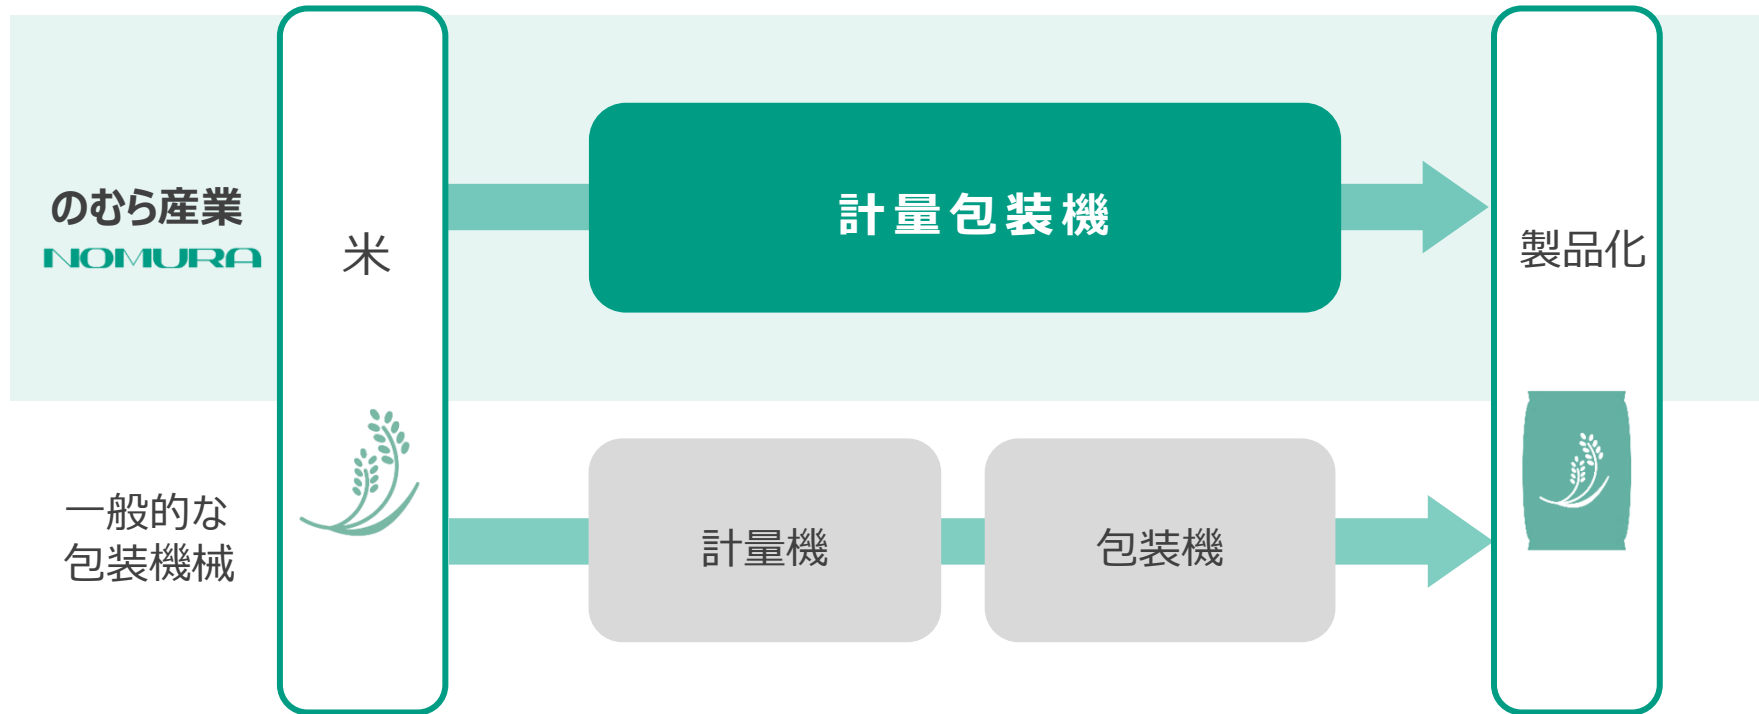 のむら産業
NOMURA
米
計量包装機
製品化
一般的な
包装機械
計量機
包装機